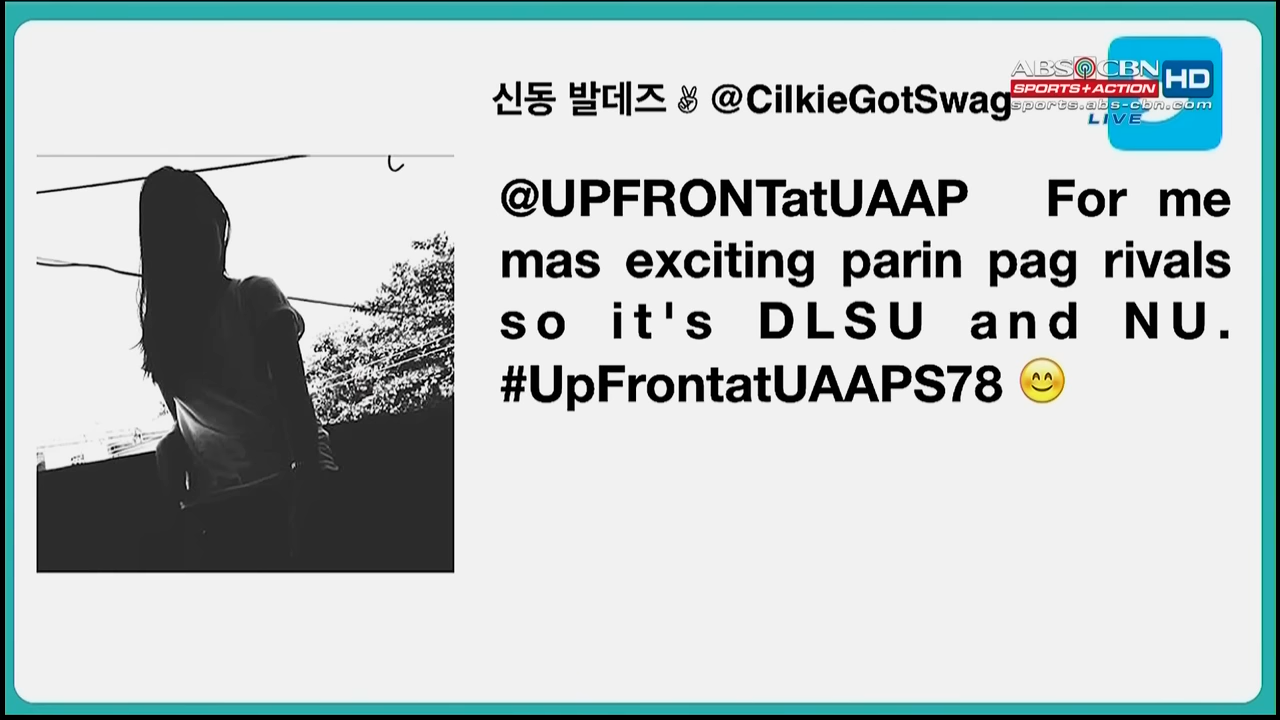 신동 발데즈 ✌ @CilkieGotSwag
ABS CBN HD
SPORTS+ACTION
sports.abs-cbn.com
LIVE
@UPFRONTatUAAP For me
mas exciting parin pag rivals
so it's DLSU and NU.
#UpFrontatUAAPS78 😊